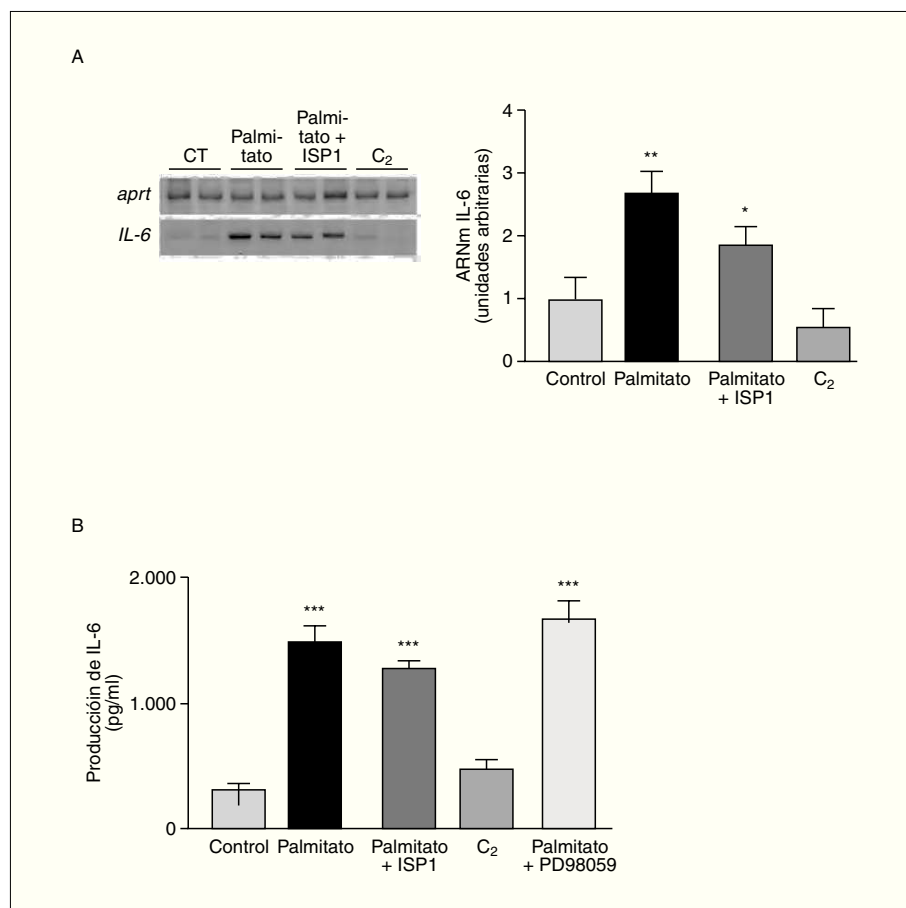 A
CT
Palmi-
tato
Palmi-
tato +
ISP1
C2
aprt
IL-6
ARNm IL-6
(unidades arbitrarias)
4
3
2
1
0
**
*
Control
Palmitato
Palmitato
+ ISP1
C2
B
Produccióin de IL-6
(pg/ml)
2.000
1.000
0
***
***
***
Control
Palmitato
Palmitato
+ ISP1
C2
Palmitato
+ PD98059